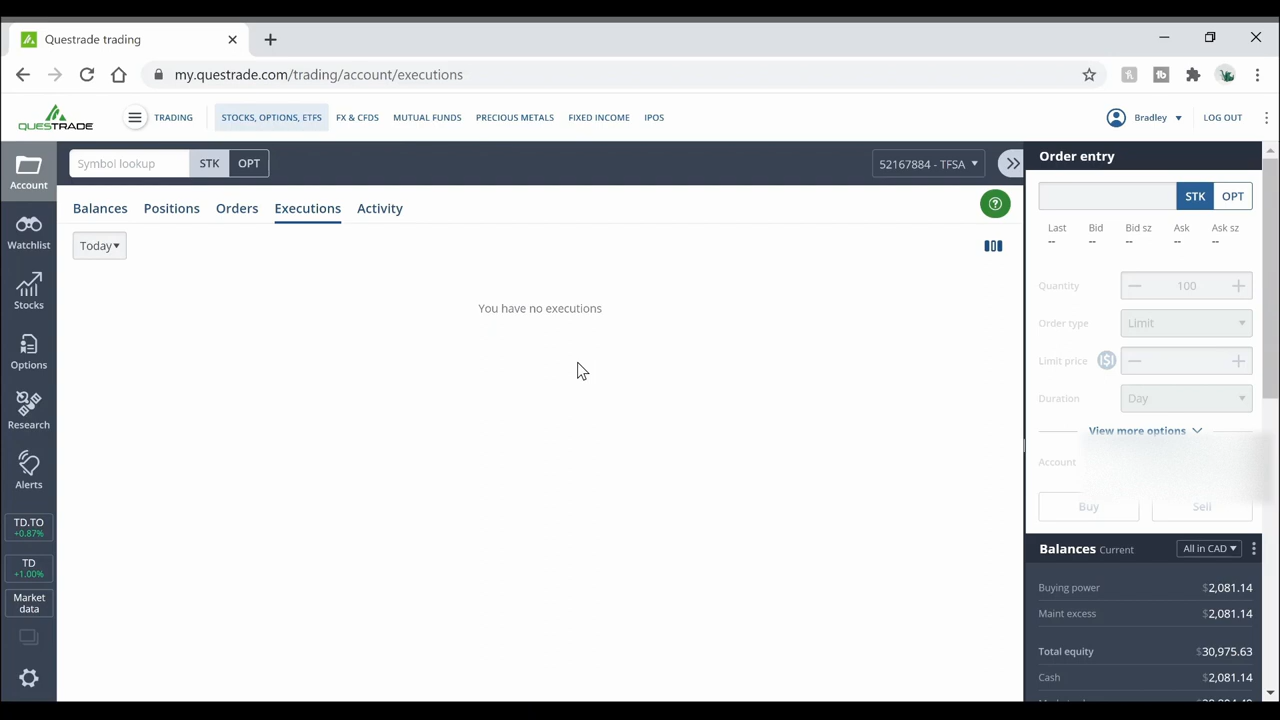 Questrade trading
my.questrade.com/trading/account/executions
QUESTRADE TRADING STOCKS, OPTIONS, ETFS FX & CFDS MUTUAL FUNDS PRECIOUS METALS FIXED INCOME IPOS Bradley LOG OUT
Account
Watchlist
Stocks
Options
Research
Alerts
TD.TO
+0.87%
TD
+1.00%
Market
data
Symbol lookup STK OPT 52167884 - TFSA
Balances Positions Orders Executions Activity
Today
You have no executions
Order entry
STK OPT
Last Bid Bid sz Ask Ask sz
-- -- -- -- --
Quantity 100
Order type Limit
Limit price
Duration Day
View more options
Account
Buy Sell
Balances Current All in CAD
Buying power $2,081.14
Maint excess $2,081.14
Total equity $30,975.63
Cash $2,081.14